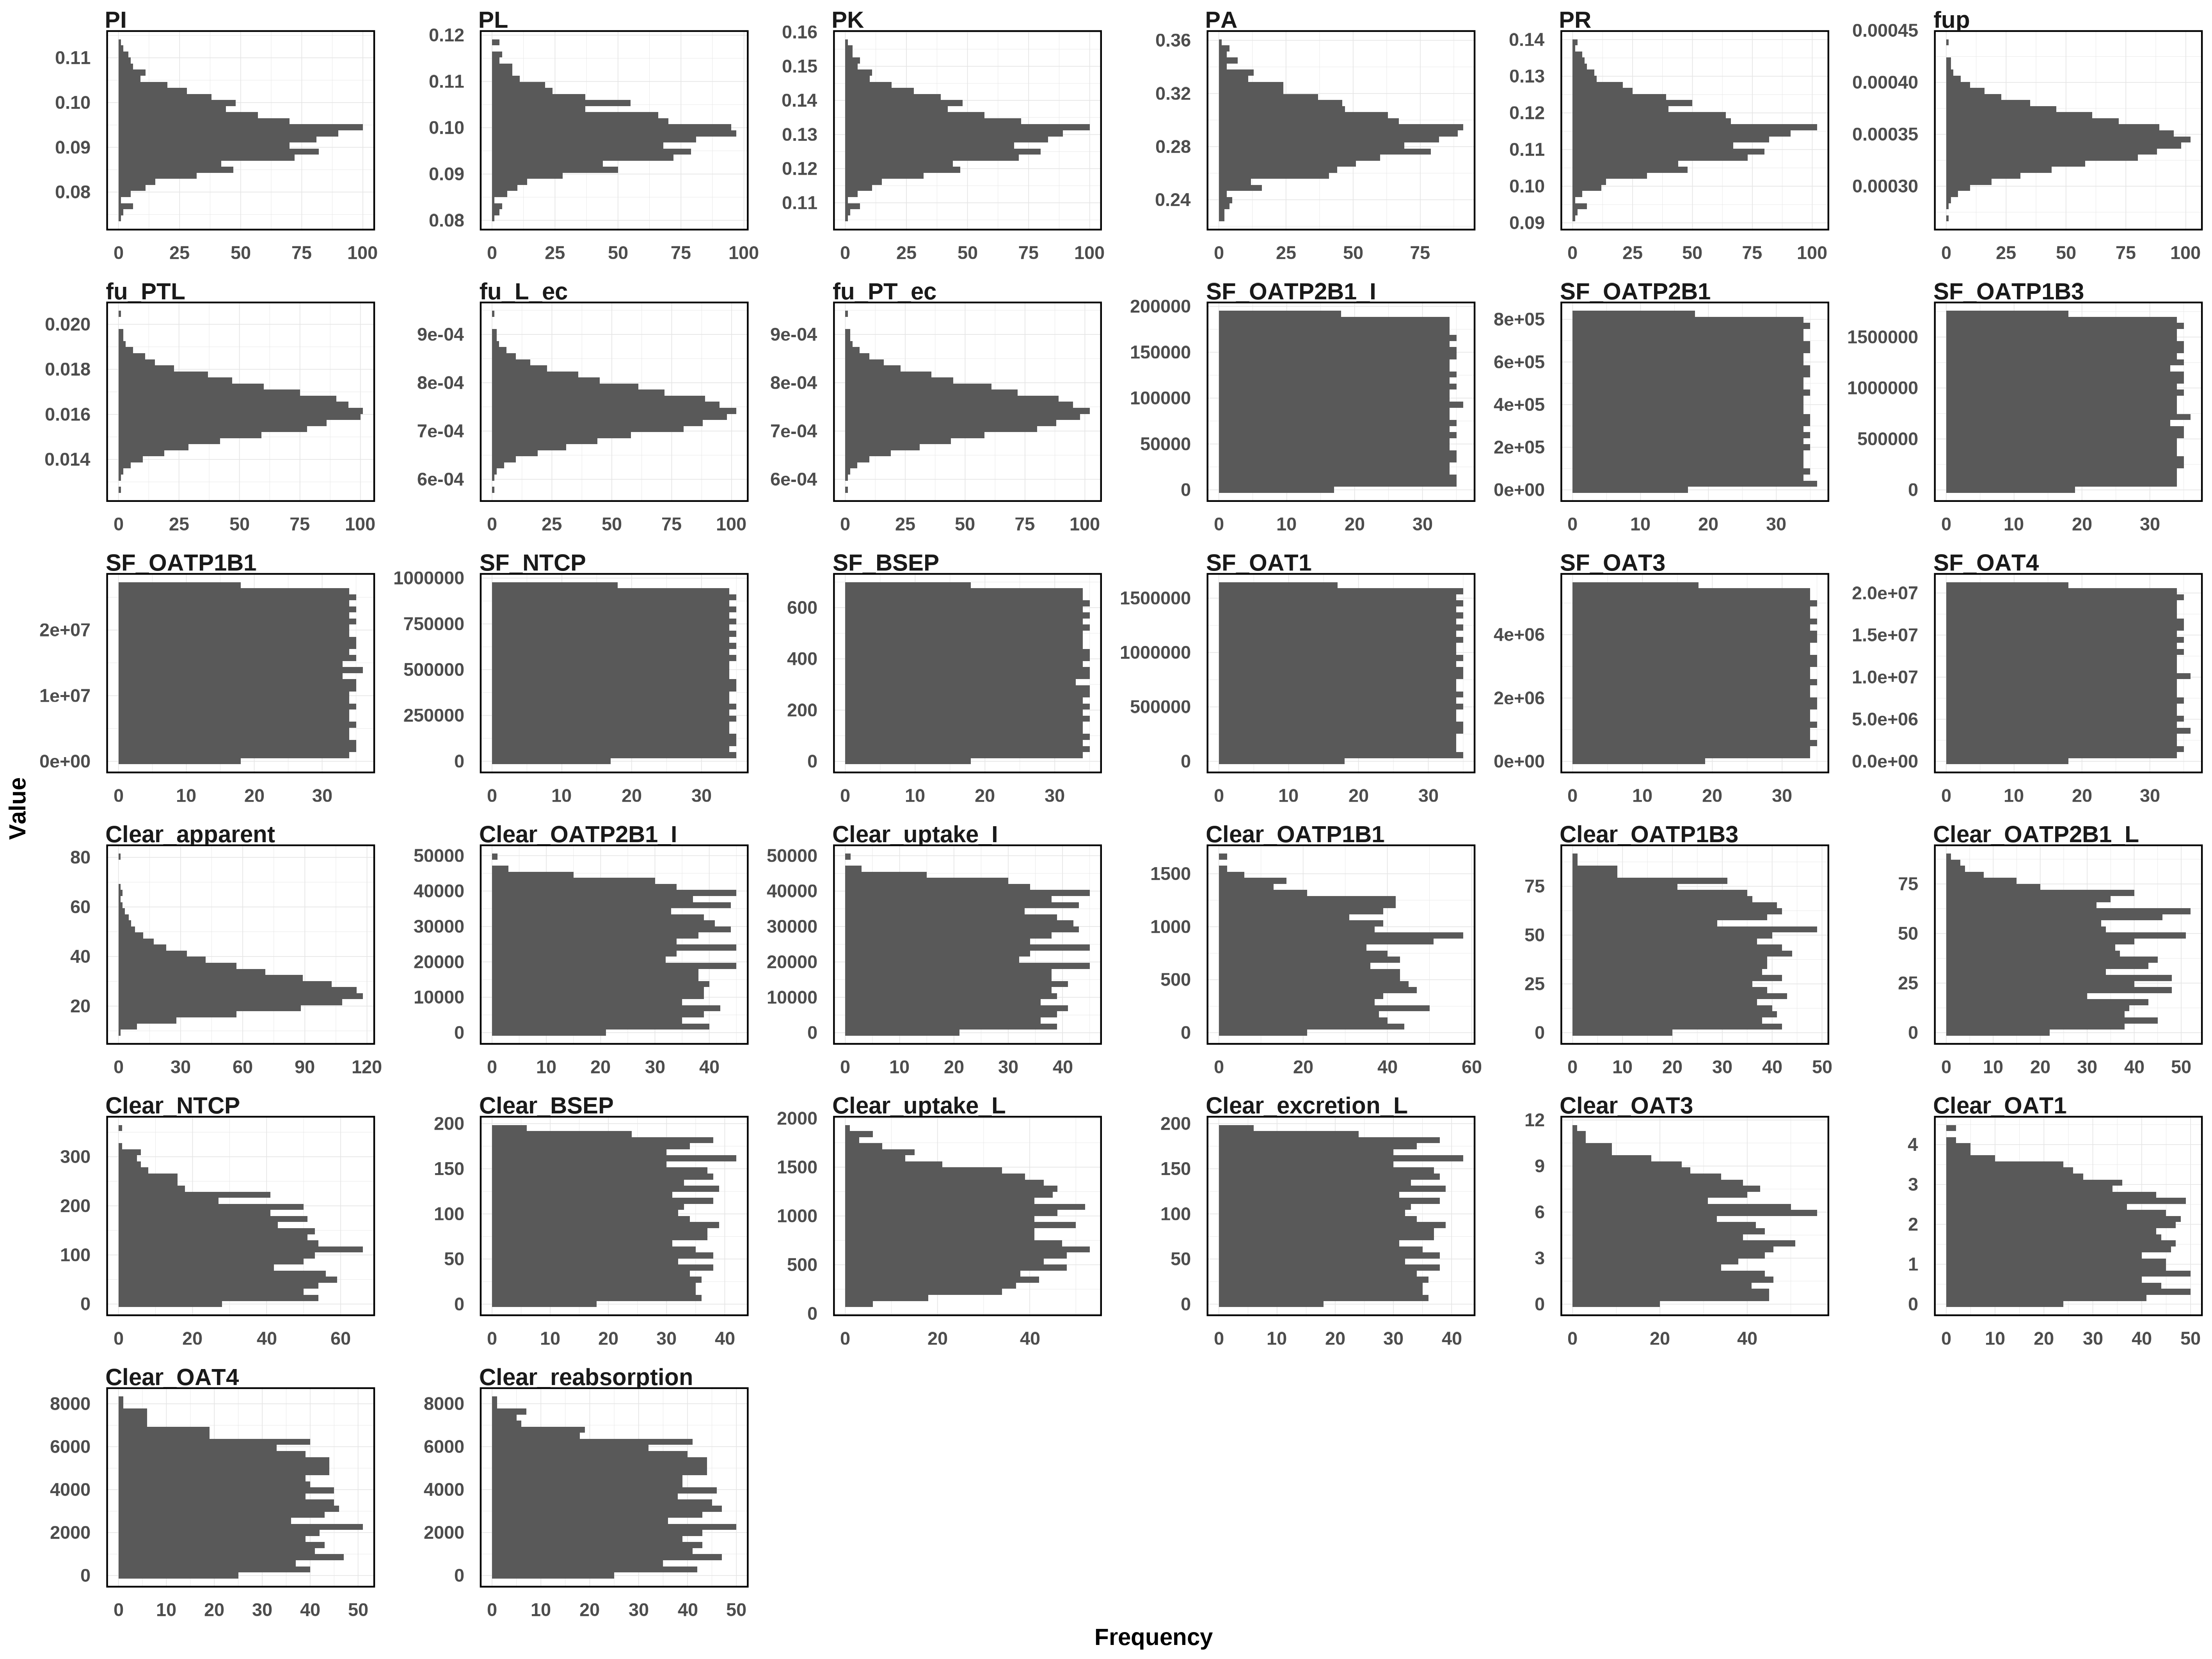 PI PL PK PA PR fup
0.11 0.10 0.09 0.08
0 25 50 75 100
0.12 0.11 0.10 0.09 0.08
0 25 50 75 100
0.16 0.15 0.14 0.13 0.12 0.11
0 25 50 75 100
0.36 0.32 0.28 0.24
0 25 50 75
0.14 0.13 0.12 0.11 0.10 0.09
0 25 50 75 100
0.00045 0.00040 0.00035 0.00030
0 25 50 75 100
fu_PTL fu_L_ec fu_PT_ec SF_OATP2B1_I SF_OATP2B1 SF_OATP1B3
0.020 0.018 0.016 0.014
0 25 50 75 100
9e-04 8e-04 7e-04 6e-04
0 25 50 75 100
9e-04 8e-04 7e-04 6e-04
0 25 50 75 100
200000 150000 100000 50000 0
0 10 20 30
8e+05 6e+05 4e+05 2e+05 0e+00
0 10 20 30
1500000 1000000 500000 0
0 10 20 30
SF_OATP1B1 SF_NTCP SF_BSEP SF_OAT1 SF_OAT3 SF_OAT4
2e+07 1e+07 0e+00
0 10 20 30
1000000 750000 500000 250000 0
0 10 20 30
600 400 200 0
0 10 20 30
1500000 1000000 500000 0
0 10 20 30
4e+06 2e+06 0e+00
0 10 20 30
2.0e+07 1.5e+07 1.0e+07 5.0e+06 0.0e+00
0 10 20 30
Value
Clear_apparent Clear_OATP2B1_I Clear_uptake_I Clear_OATP1B1 Clear_OATP1B3 Clear_OATP2B1_L
80 60 40 20
0 30 60 90 120
50000 40000 30000 20000 10000 0
0 10 20 30 40
50000 40000 30000 20000 10000 0
0 10 20 30 40
1500 1000 500 0
0 20 40 60
75 50 25 0
0 10 20 30 40 50
75 50 25 0
0 10 20 30 40 50
Clear_NTCP Clear_BSEP Clear_uptake_L Clear_excretion_L Clear_OAT3 Clear_OAT1
300 200 100 0
0 20 40 60
200 150 100 50 0
0 10 20 30 40
2000 1500 1000 500 0
0 20 40
200 150 100 50 0
0 10 20 30 40
12 9 6 3 0
0 20 40
4 3 2 1 0
0 10 20 30 40 50
Clear_OAT4 Clear_reabsorption
8000 6000 4000 2000 0
0 10 20 30 40 50
8000 6000 4000 2000 0
0 10 20 30 40 50
Frequency